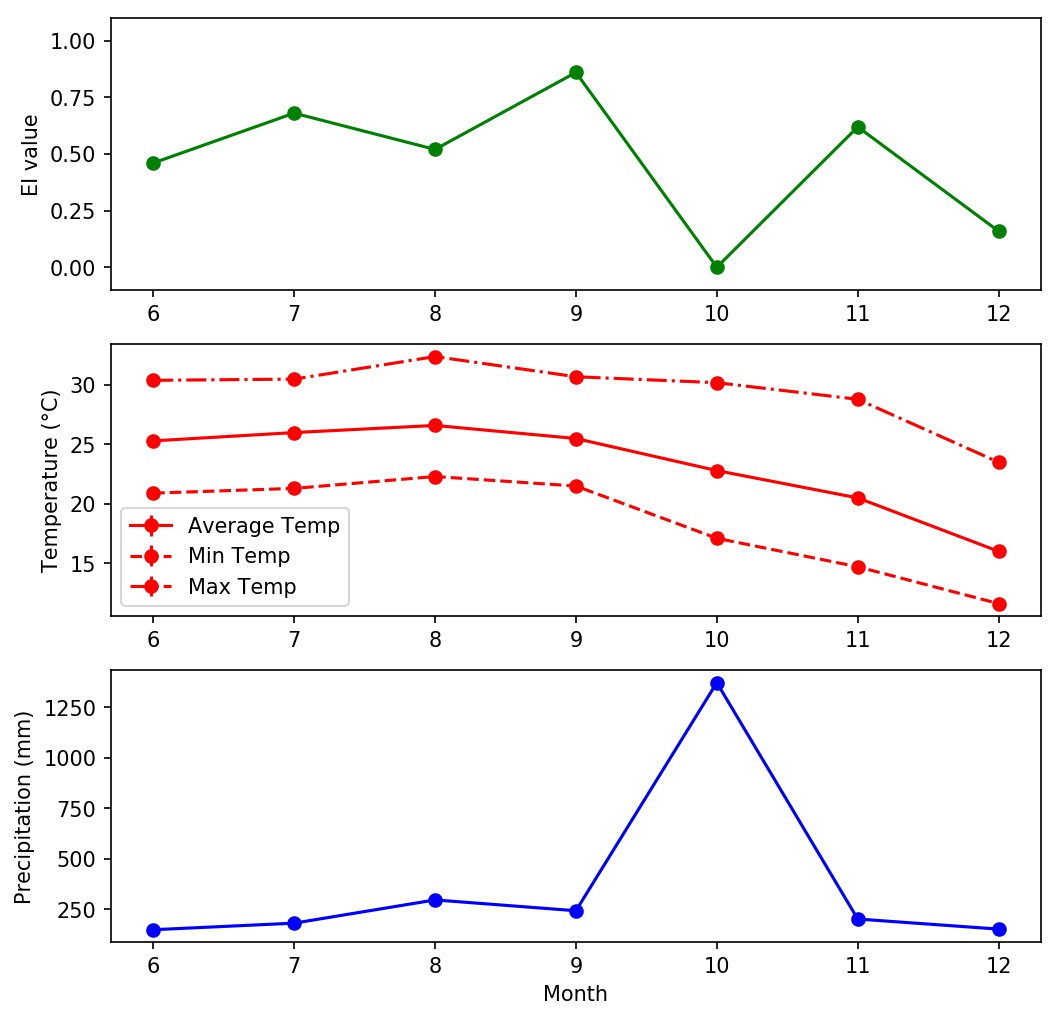 EI value
1.00
0.75
0.50
0.25
0.00
6 7 8 9 10 11 12
Temperature (°C)
30
25
20
15
Average Temp
Min Temp
Max Temp
6 7 8 9 10 11 12
Precipitation (mm)
1250
1000
750
500
250
6 7 8 9 10 11 12
Month